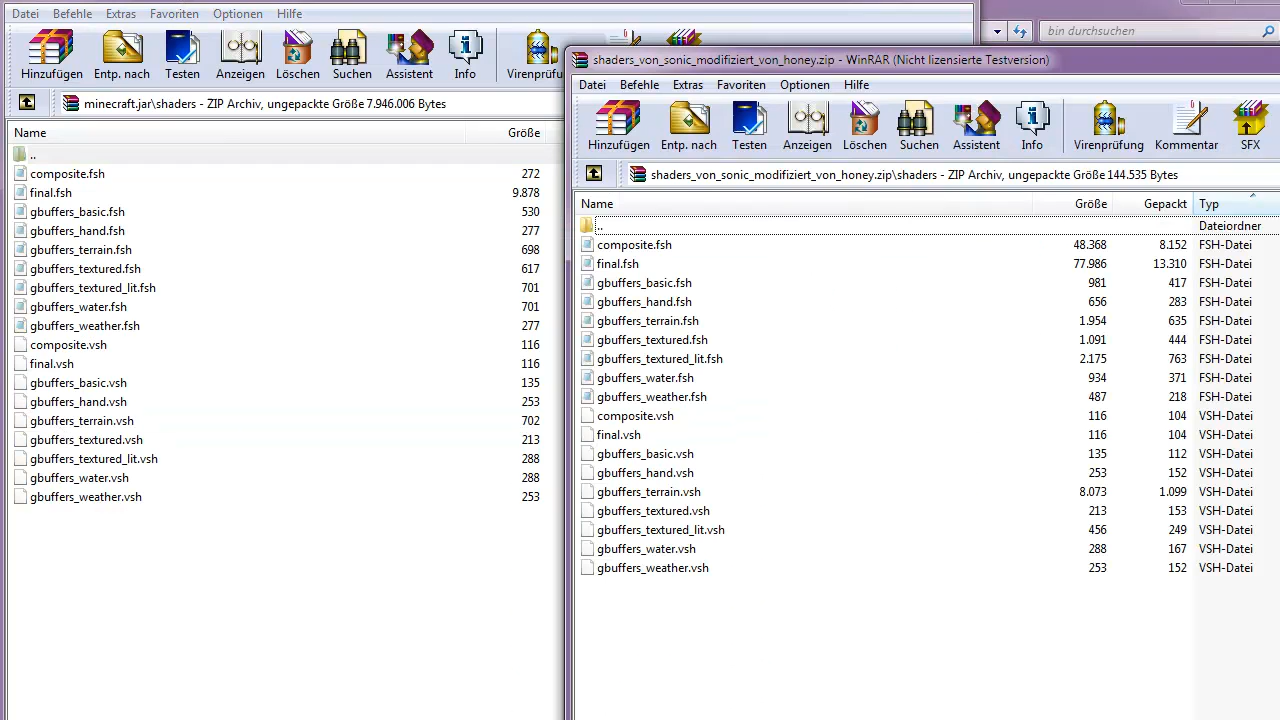 Datei Befehle Extras Favoriten Optionen Hilfe
Hinzufügen Entp. nach Testen Anzeigen Löschen Suchen Assistent Info Virenprüfu
minecraft.jar\shaders - ZIP Archiv, ungepackte Größe 7.946.006 Bytes
Name Größe
..
composite.fsh 272
final.fsh 9.878
gbuffers_basic.fsh 530
gbuffers_hand.fsh 277
gbuffers_terrain.fsh 698
gbuffers_textured.fsh 617
gbuffers_textured_lit.fsh 701
gbuffers_water.fsh 701
gbuffers_weather.fsh 277
composite.vsh 116
final.vsh 116
gbuffers_basic.vsh 135
gbuffers_hand.vsh 253
gbuffers_terrain.vsh 702
gbuffers_textured.vsh 213
gbuffers_textured_lit.vsh 288
gbuffers_water.vsh 288
gbuffers_weather.vsh 253
bin durchsuchen
shaders_von_sonic_modifiziert_von_honey.zip - WinRAR (Nicht lizensierte Testversion)
Datei Befehle Extras Favoriten Optionen Hilfe
Hinzufügen Entp. nach Testen Anzeigen Löschen Suchen Assistent Info Virenprüfung Kommentar SFX
shaders_von_sonic_modifiziert_von_honey.zip\shaders - ZIP Archiv, ungepackte Größe 144.535 Bytes
Name Größe Gepackt Typ
.. Dateiordner
composite.fsh 48.368 8.152 FSH-Datei
final.fsh 77.986 13.310 FSH-Datei
gbuffers_basic.fsh 981 417 FSH-Datei
gbuffers_hand.fsh 656 283 FSH-Datei
gbuffers_terrain.fsh 1.954 635 FSH-Datei
gbuffers_textured.fsh 1.091 444 FSH-Datei
gbuffers_textured_lit.fsh 2.175 763 FSH-Datei
gbuffers_water.fsh 934 371 FSH-Datei
gbuffers_weather.fsh 487 218 FSH-Datei
composite.vsh 116 104 VSH-Datei
final.vsh 116 104 VSH-Datei
gbuffers_basic.vsh 135 112 VSH-Datei
gbuffers_hand.vsh 253 152 VSH-Datei
gbuffers_terrain.vsh 8.073 1.099 VSH-Datei
gbuffers_textured.vsh 213 153 VSH-Datei
gbuffers_textured_lit.vsh 456 249 VSH-Datei
gbuffers_water.vsh 288 167 VSH-Datei
gbuffers_weather.vsh 253 152 VSH-Datei